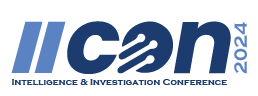 IICON 2024
INTELLIGENCE & INVESTIGATION CONFERENCE